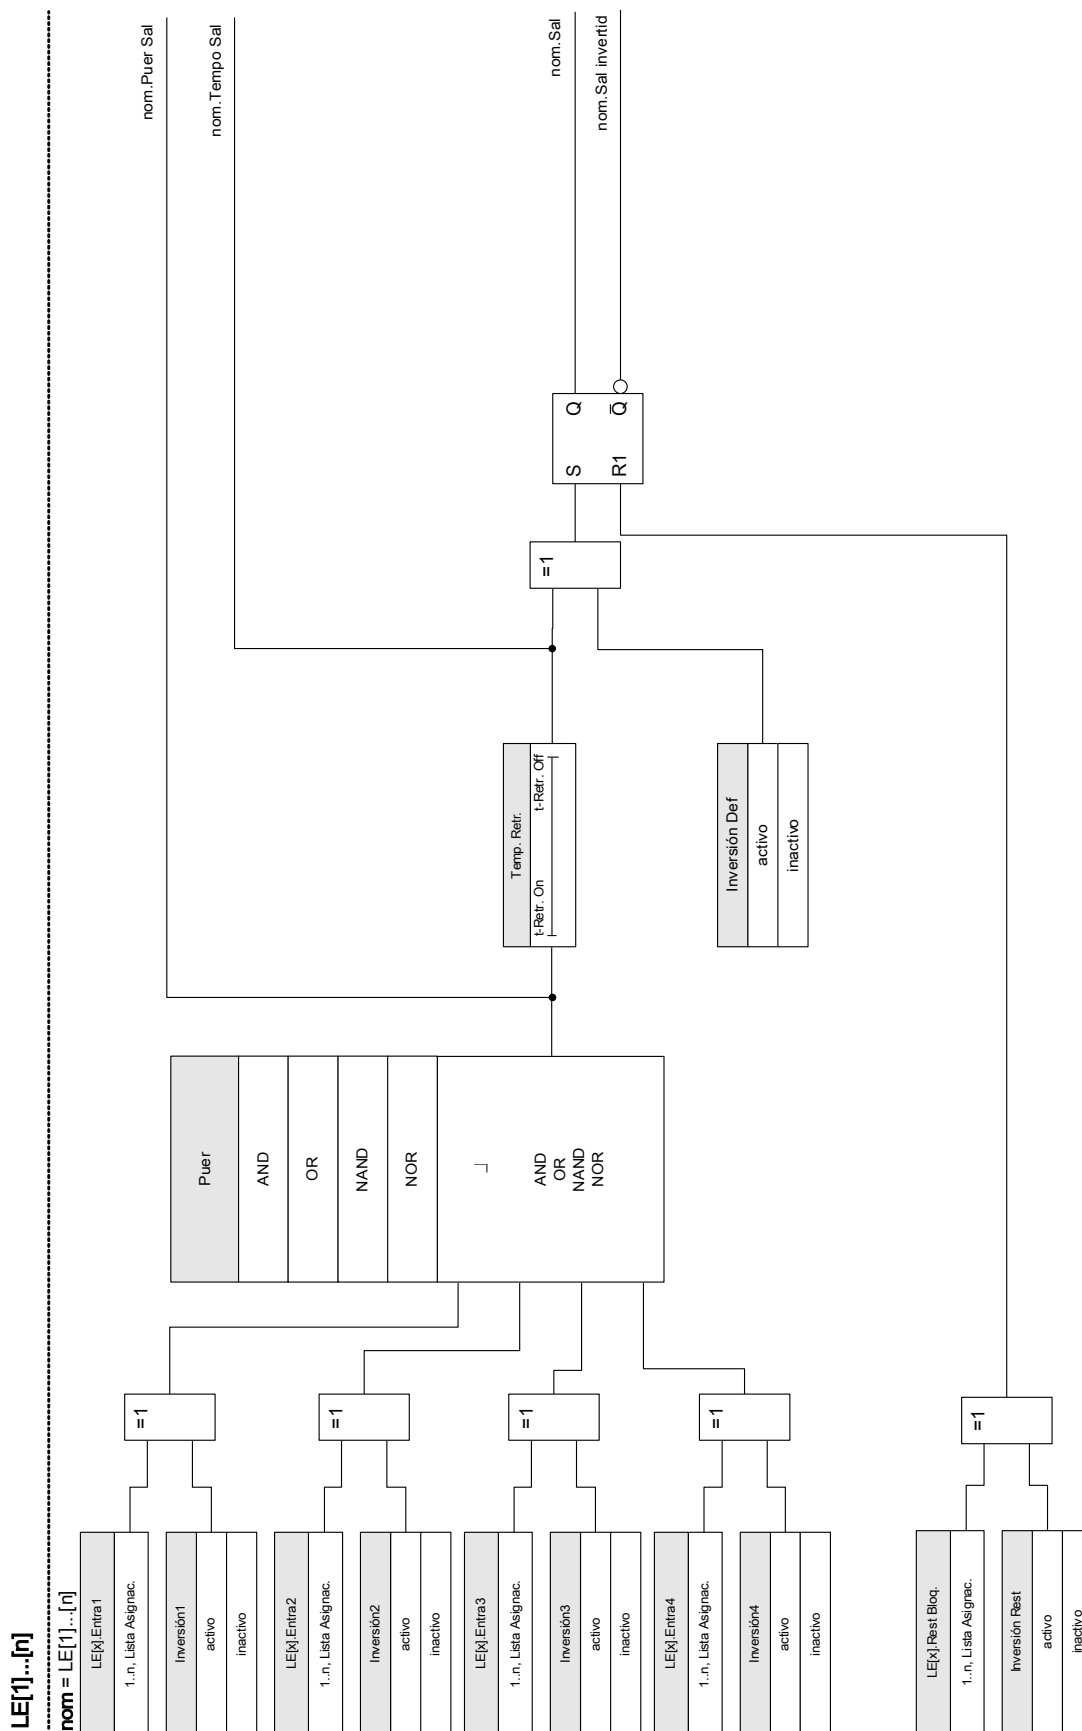 LE[1]...[n]
nom = LE[1]...[n]
LE[x].Entra1
1..n, Lista Asignac.
Inversión1
activo
inactivo
LE[x].Entra2
1..n, Lista Asignac.
Inversión2
activo
inactivo
LE[x].Entra3
1..n, Lista Asignac.
Inversión3
activo
inactivo
LE[x].Entra4
1..n, Lista Asignac.
Inversión4
activo
inactivo
LE[x].Rest Bloq.
1..n, Lista Asignac.
Inversión Rest
activo
inactivo
=1
=1
=1
=1
=1
Puer
AND
OR
NAND
NOR
AND
OR
NAND
NOR
Temp. Retr.
t-Retr. On
t-Retr. Off
Inversión Def
activo
inactivo
=1
S
Q
R1
Q̅
nom.Puer Sal
nom.Tempo Sal
nom.Sal
nom.Sal invertid